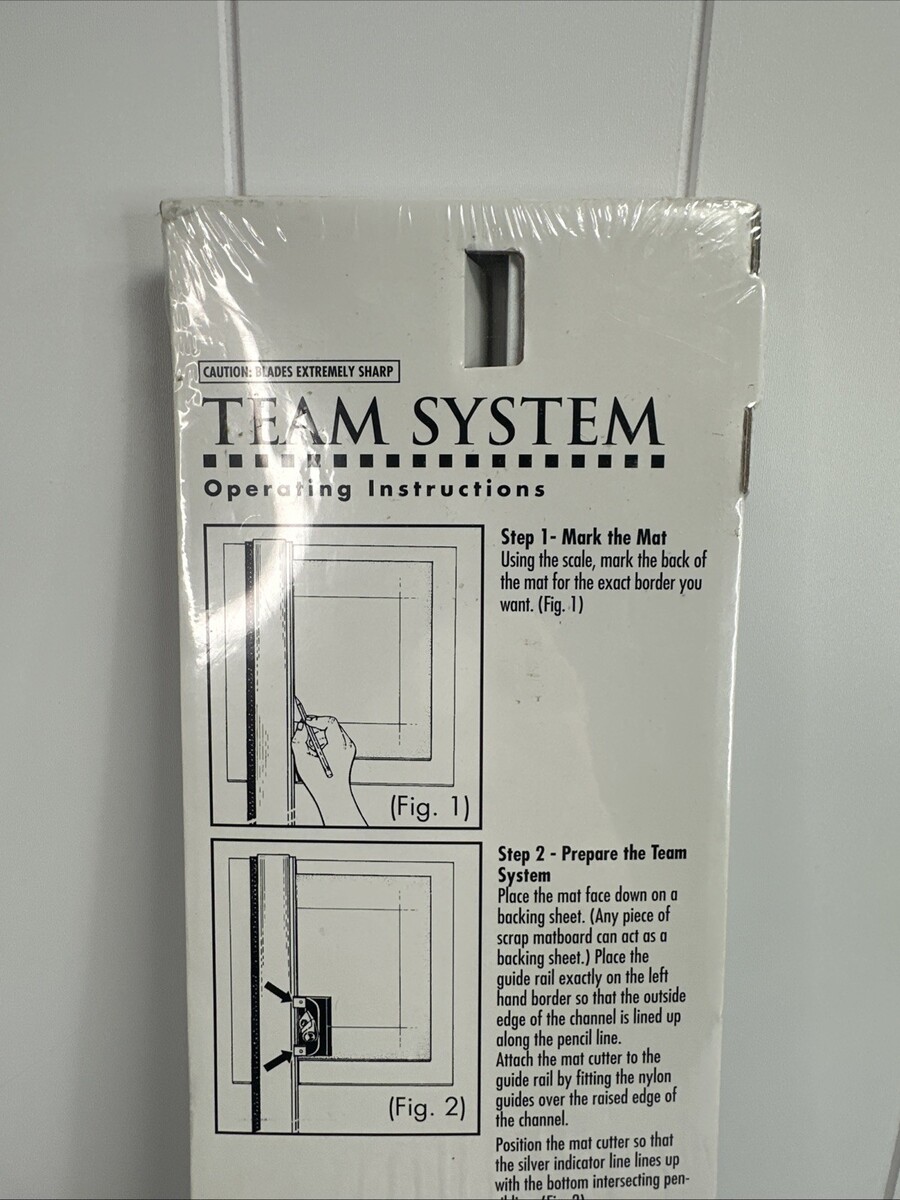 CAUTION: BLADES EXTREMELY SHARP
TEAM SYSTEM
Operating Instructions
Step 1- Mark the Mat
Using the scale, mark the back of
the mat for the exact border you
want. (Fig. 1)
(Fig. 1)
Step 2 - Prepare the Team
System
Place the mat face down on a
backing sheet. (Any piece of
scrap matboard can act as a
backing sheet.) Place the
guide rail exactly on the left
hand border so that the outside
edge of the channel is lined up
along the pencil line.
Attach the mat cutter to the
guide rail by fitting the nylon
guides over the raised edge of
the channel.
(Fig. 2)
Position the mat cutter so that
the silver indicator line lines up
with the bottom intersecting pen-